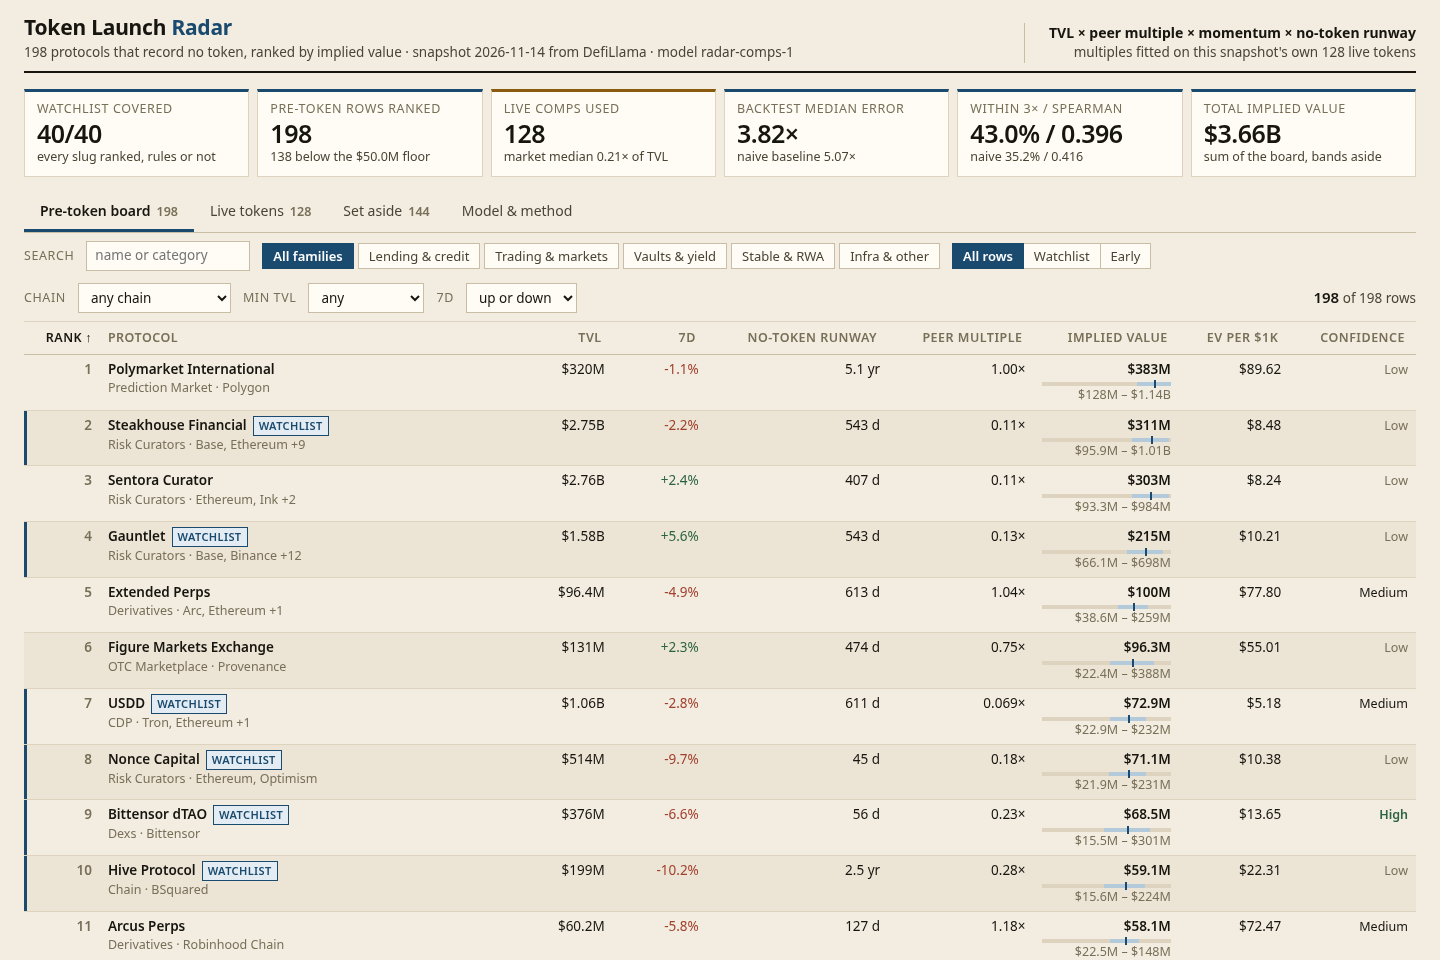 Token Launch Radar
198 protocols that record no token, ranked by implied value · snapshot 2026-11-14 from DefiLlama · model radar-comps-1
TVL × peer multiple × momentum × no-token runway
multiples fitted on this snapshot's own 128 live tokens
WATCHLIST COVERED
40/40
every slug ranked, rules or not
PRE-TOKEN ROWS RANKED
198
138 below the $50.0M floor
LIVE COMPS USED
128
market median 0.21× of TVL
BACKTEST MEDIAN ERROR
3.82×
naive baseline 5.07×
WITHIN 3× / SPEARMAN
43.0% / 0.396
naive 35.2% / 0.416
TOTAL IMPLIED VALUE
$3.66B
sum of the board, bands aside
Pre-token board 198 Live tokens 128 Set aside 144 Model & method
SEARCH name or category All families Lending & credit Trading & markets Vaults & yield Stable & RWA Infra & other All rows Watchlist Early
CHAIN any chain MIN TVL any 7D up or down 198 of 198 rows
RANK ↑ PROTOCOL TVL 7D NO-TOKEN RUNWAY PEER MULTIPLE IMPLIED VALUE EV PER $1K CONFIDENCE
1 Polymarket International $320M -1.1% 5.1 yr 1.00× $383M $89.62 Low
Prediction Market · Polygon $128M – $1.14B
2 Steakhouse Financial WATCHLIST $2.75B -2.2% 543 d 0.11× $311M $8.48 Low
Risk Curators · Base, Ethereum +9 $95.9M – $1.01B
3 Sentora Curator $2.76B +2.4% 407 d 0.11× $303M $8.24 Low
Risk Curators · Ethereum, Ink +2 $93.3M – $984M
4 Gauntlet WATCHLIST $1.58B +5.6% 543 d 0.13× $215M $10.21 Low
Risk Curators · Base, Binance +12 $66.1M – $698M
5 Extended Perps $96.4M -4.9% 613 d 1.04× $100M $77.80 Medium
Derivatives · Arc, Ethereum +1 $38.6M – $259M
6 Figure Markets Exchange $131M +2.3% 474 d 0.75× $96.3M $55.01 Low
OTC Marketplace · Provenance $22.4M – $388M
7 USDD WATCHLIST $1.06B -2.8% 611 d 0.069× $72.9M $5.18 Medium
CDP · Tron, Ethereum +1 $22.9M – $232M
8 Nonce Capital WATCHLIST $514M -9.7% 45 d 0.18× $71.1M $10.38 Low
Risk Curators · Ethereum, Optimism $21.9M – $231M
9 Bittensor dTAO WATCHLIST $376M -6.6% 56 d 0.23× $68.5M $13.65 High
Dexs · Bittensor $15.5M – $301M
10 Hive Protocol WATCHLIST $199M -10.2% 2.5 yr 0.28× $59.1M $22.31 Low
Chain · BSquared $15.6M – $224M
11 Arcus Perps $60.2M -5.8% 127 d 1.18× $58.1M $72.47 Medium
Derivatives · Robinhood Chain $22.5M – $148M